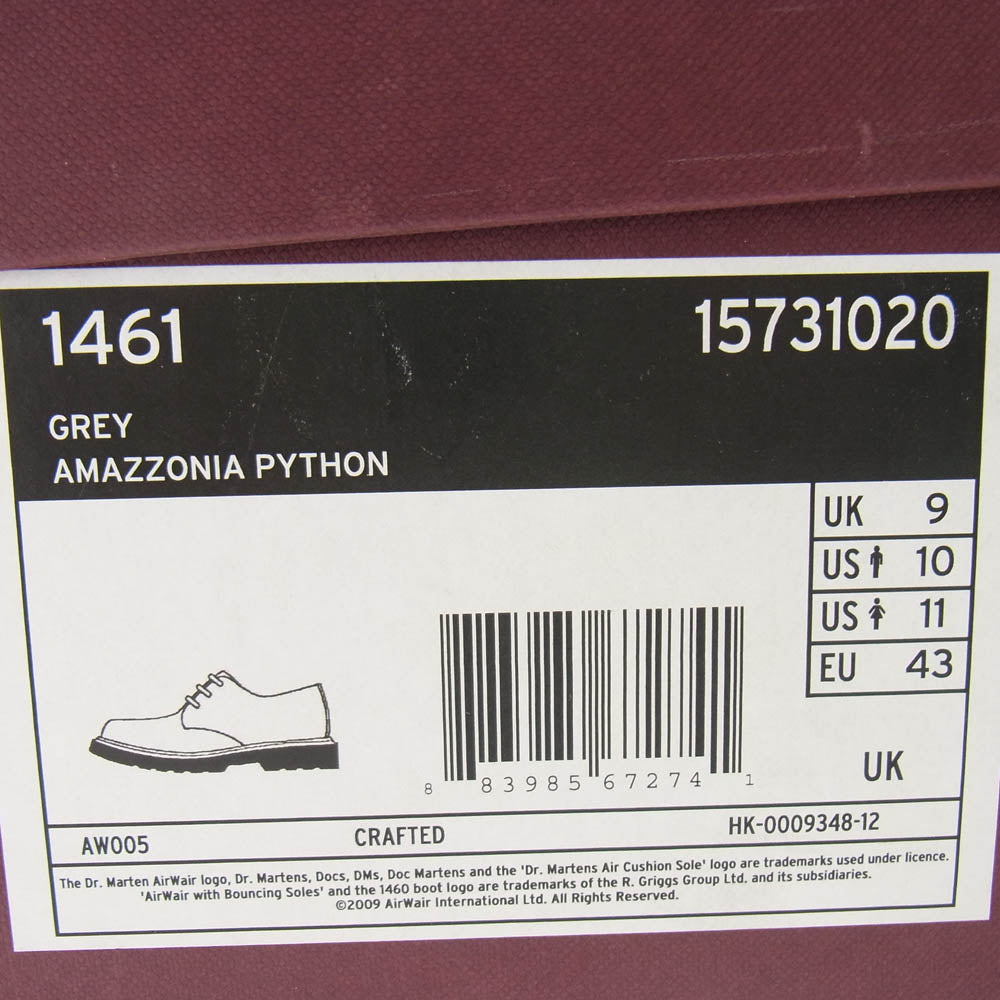 1461 15731020
GREY
AMAZZONIA PYTHON
UK 9
US 10
US 11
EU 43
8 83985 67274 1
UK
AW005 CRAFTED HK-0009348-12
The Dr. Marten AirWair logo, Dr. Martens, Docs, DMs, Doc Martens and the 'Dr. Martens Air Cushion Sole' logo are trademarks used under licence.
'AirWair with Bouncing Soles' and the 1460 boot logo are trademarks of the R. Griggs Group Ltd. and its subsidiaries.
©2009 AirWair International Ltd. All Rights Reserved.